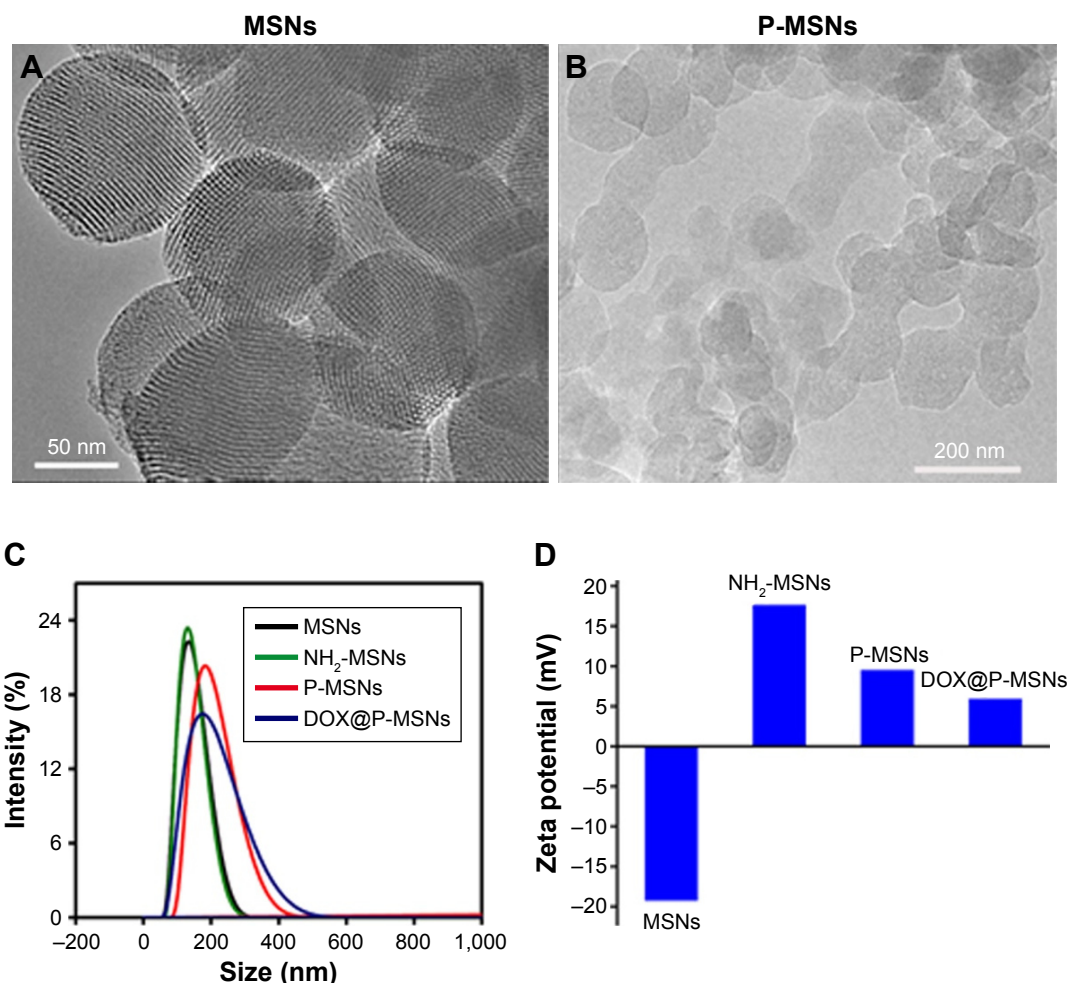 MSNs
P-MSNs
A
B
50 nm
200 nm
C
D
24
18
12
6
0
Intensity (%)
MSNs
NH2-MSNs
P-MSNs
DOX@P-MSNs
–200 0 200 400 600 800 1,000
Size (nm)
20
15
10
5
0
–5
–10
–15
–20
Zeta potential (mV)
NH2-MSNs
P-MSNs
DOX@P-MSNs
MSNs